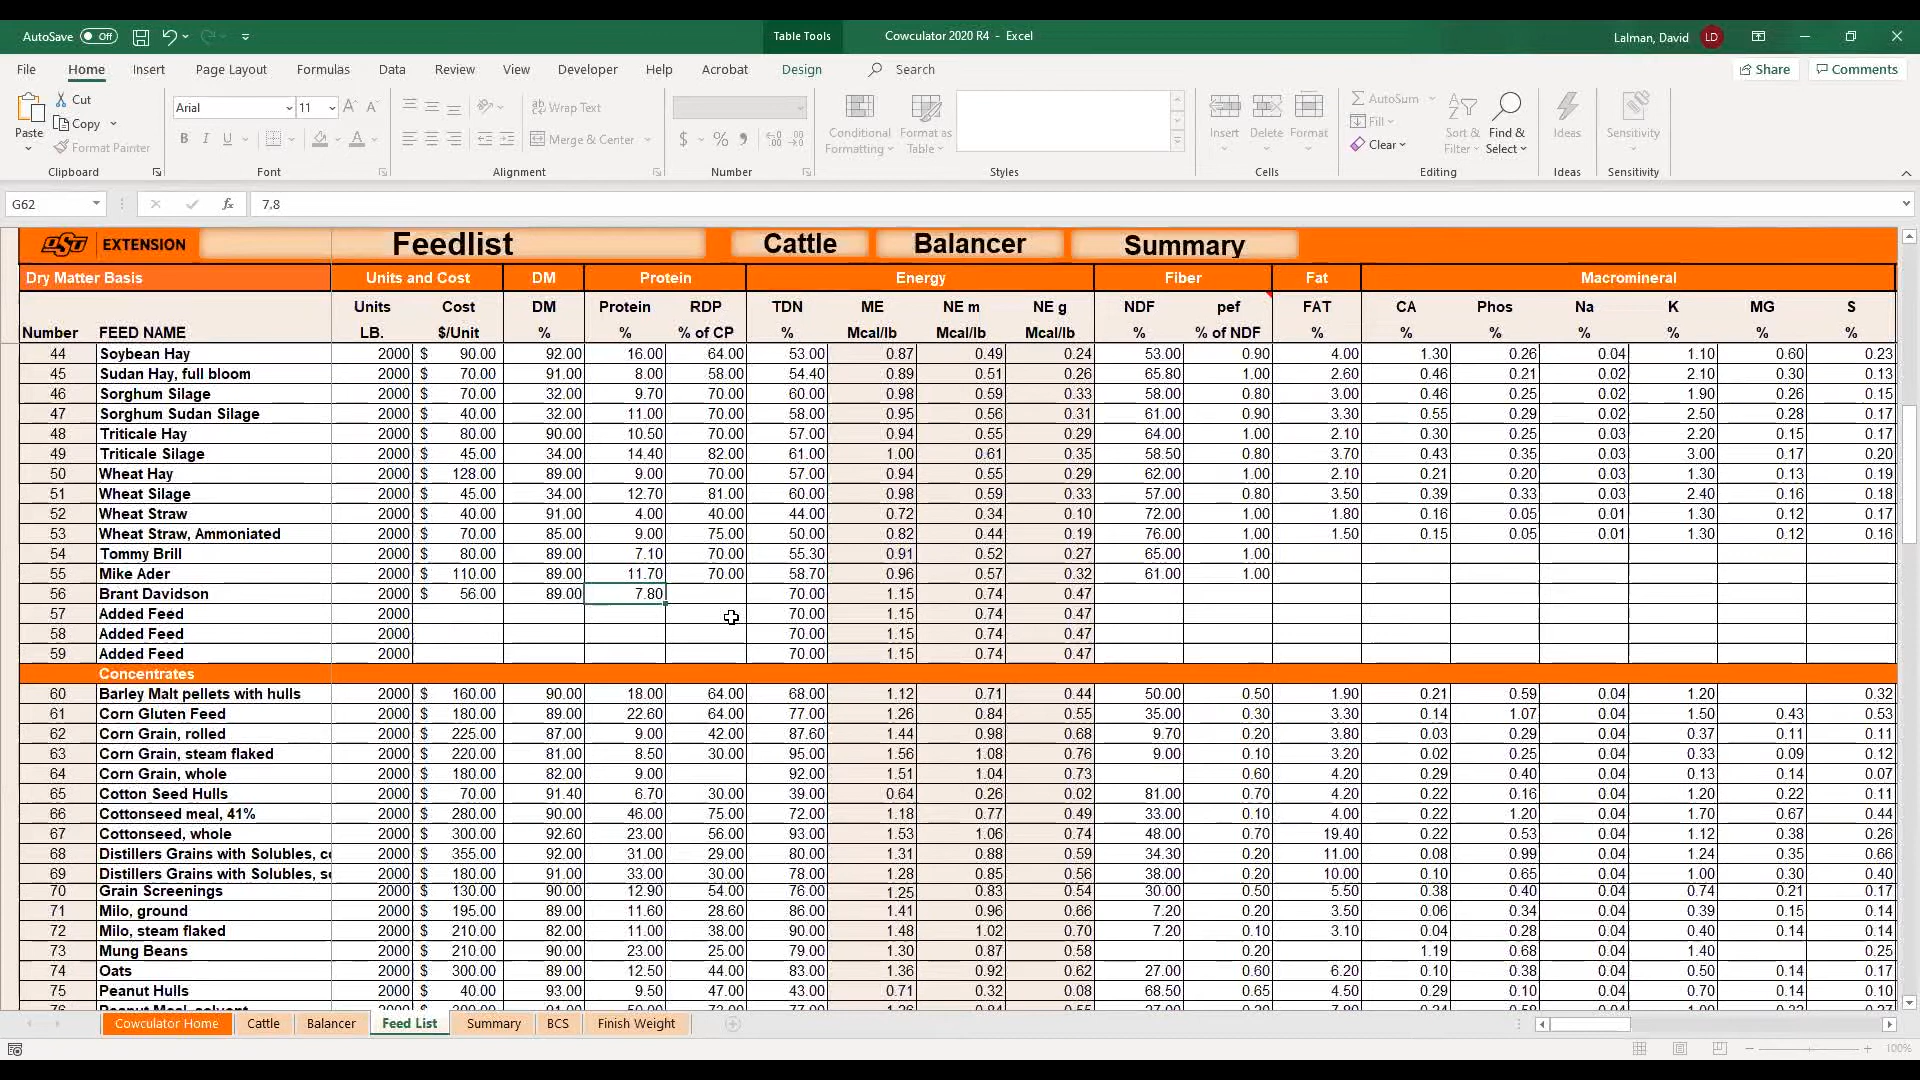 AutoSave Off Table Tools Cowculator 2020 R4 - Excel Lalman, David LD
File Home Insert Page Layout Formulas Data Review View Developer Help Acrobat Design Search Share Comments
Paste Cut Copy Format Painter Clipboard
Arial 11 A A B I U A Font
Wrap Text Merge & Center Alignment
$ % , Number
Conditional Formatting Format as Table Styles
Insert Delete Format Cells
AutoSum Fill Clear Sort & Filter Find & Select Editing
Ideas Ideas
Sensitivity Sensitivity
G62 fx 7.8
OSU EXTENSION Feedlist Cattle Balancer Summary
Dry Matter Basis Units and Cost DM Protein Energy Fiber Fat Macromineral
Units Cost DM Protein RDP TDN ME NE m NE g NDF pef FAT CA Phos Na K MG S
Number FEED NAME LB. $/Unit % % % of CP % Mcal/lb Mcal/lb Mcal/lb % % of NDF % % % % % % %
44 Soybean Hay 2000 $ 90.00 92.00 16.00 64.00 53.00 0.87 0.49 0.24 53.00 0.90 4.00 1.30 0.26 0.04 1.10 0.60 0.23
45 Sudan Hay, full bloom 2000 $ 70.00 91.00 8.00 58.00 54.40 0.89 0.51 0.26 65.80 1.00 2.60 0.46 0.21 0.02 2.10 0.30 0.13
46 Sorghum Silage 2000 $ 70.00 32.00 9.70 70.00 60.00 0.98 0.59 0.33 58.00 0.80 3.00 0.46 0.25 0.02 1.90 0.26 0.15
47 Sorghum Sudan Silage 2000 $ 40.00 32.00 11.00 70.00 58.00 0.95 0.56 0.31 61.00 0.90 3.30 0.55 0.29 0.02 2.50 0.28 0.17
48 Triticale Hay 2000 $ 80.00 90.00 10.50 70.00 57.00 0.94 0.55 0.29 64.00 1.00 2.10 0.30 0.25 0.03 2.20 0.15 0.17
49 Triticale Silage 2000 $ 45.00 34.00 14.40 82.00 61.00 1.00 0.61 0.35 58.50 0.80 3.70 0.43 0.35 0.03 3.00 0.17 0.20
50 Wheat Hay 2000 $ 128.00 89.00 9.00 70.00 57.00 0.94 0.55 0.29 62.00 1.00 2.10 0.21 0.20 0.03 1.30 0.13 0.19
51 Wheat Silage 2000 $ 45.00 34.00 12.70 81.00 60.00 0.98 0.59 0.33 57.00 0.80 3.50 0.39 0.33 0.03 2.40 0.16 0.18
52 Wheat Straw 2000 $ 40.00 91.00 4.00 40.00 44.00 0.72 0.34 0.10 72.00 1.00 1.80 0.16 0.05 0.01 1.30 0.12 0.17
53 Wheat Straw, Ammoniated 2000 $ 70.00 85.00 9.00 75.00 50.00 0.82 0.44 0.19 76.00 1.00 1.50 0.15 0.05 0.01 1.30 0.12 0.16
54 Tommy Brill 2000 $ 80.00 89.00 7.10 70.00 55.30 0.91 0.52 0.27 65.00 1.00
55 Mike Ader 2000 $ 110.00 89.00 11.70 70.00 58.70 0.96 0.57 0.32 61.00 1.00
56 Brant Davidson 2000 $ 56.00 89.00 7.80 70.00 1.15 0.74 0.47
57 Added Feed 2000 70.00 1.15 0.74 0.47
58 Added Feed 2000 70.00 1.15 0.74 0.47
59 Added Feed 2000 70.00 1.15 0.74 0.47
Concentrates
60 Barley Malt pellets with hulls 2000 $ 160.00 90.00 18.00 64.00 68.00 1.12 0.71 0.44 50.00 0.50 1.90 0.21 0.59 0.04 1.20 0.32
61 Corn Gluten Feed 2000 $ 180.00 89.00 22.60 64.00 77.00 1.26 0.84 0.55 35.00 0.30 3.30 0.14 1.07 0.04 1.50 0.43 0.53
62 Corn Grain, rolled 2000 $ 225.00 87.00 9.00 42.00 87.60 1.44 0.98 0.68 9.70 0.20 3.80 0.03 0.29 0.04 0.37 0.11 0.11
63 Corn Grain, steam flaked 2000 $ 220.00 81.00 8.50 30.00 95.00 1.56 1.08 0.76 9.00 0.10 3.20 0.02 0.25 0.04 0.33 0.09 0.12
64 Corn Grain, whole 2000 $ 180.00 82.00 9.00 92.00 1.51 1.04 0.73 0.60 4.20 0.29 0.40 0.04 0.13 0.14 0.07
65 Cotton Seed Hulls 2000 $ 70.00 91.40 6.70 30.00 39.00 0.64 0.26 0.02 81.00 0.70 4.20 0.22 0.16 0.04 1.20 0.22 0.11
66 Cottonseed meal, 41% 2000 $ 280.00 90.00 46.00 75.00 72.00 1.18 0.77 0.49 33.00 0.10 4.00 0.22 1.20 0.04 1.70 0.67 0.44
67 Cottonseed, whole 2000 $ 300.00 92.60 23.00 56.00 93.00 1.53 1.06 0.74 48.00 0.70 19.40 0.22 0.53 0.04 1.12 0.38 0.26
68 Distillers Grains with Solubles, 2000 $ 355.00 92.00 31.00 29.00 80.00 1.31 0.88 0.59 34.30 0.20 11.00 0.08 0.99 0.04 1.24 0.35 0.66
69 Distillers Grains with Solubles, 2000 $ 180.00 91.00 33.00 30.00 78.00 1.28 0.85 0.56 38.00 0.20 10.00 0.10 0.65 0.04 1.00 0.30 0.40
70 Grain Screenings 2000 $ 130.00 90.00 12.90 54.00 76.00 1.25 0.83 0.54 30.00 0.50 5.50 0.38 0.40 0.04 0.74 0.21 0.17
71 Milo, ground 2000 $ 195.00 89.00 11.60 28.60 86.00 1.41 0.96 0.66 7.20 0.20 3.50 0.06 0.34 0.04 0.39 0.15 0.14
72 Milo, steam flaked 2000 $ 210.00 82.00 11.00 38.00 90.00 1.48 1.02 0.70 7.20 0.10 3.10 0.04 0.28 0.04 0.40 0.14 0.14
73 Mung Beans 2000 $ 210.00 90.00 23.00 25.00 79.00 1.30 0.87 0.58 0.20 1.19 0.68 0.04 1.40 0.25
74 Oats 2000 $ 300.00 89.00 12.50 44.00 83.00 1.36 0.92 0.62 27.00 0.60 6.20 0.10 0.38 0.04 0.50 0.14 0.17
75 Peanut Hulls 2000 $ 40.00 93.00 9.50 47.00 43.00 0.71 0.32 0.08 68.50 0.65 4.50 0.29 0.10 0.04 0.70 0.14 0.10
Cowculator Home Cattle Balancer Feed List Summary BCS Finish Weight
100%